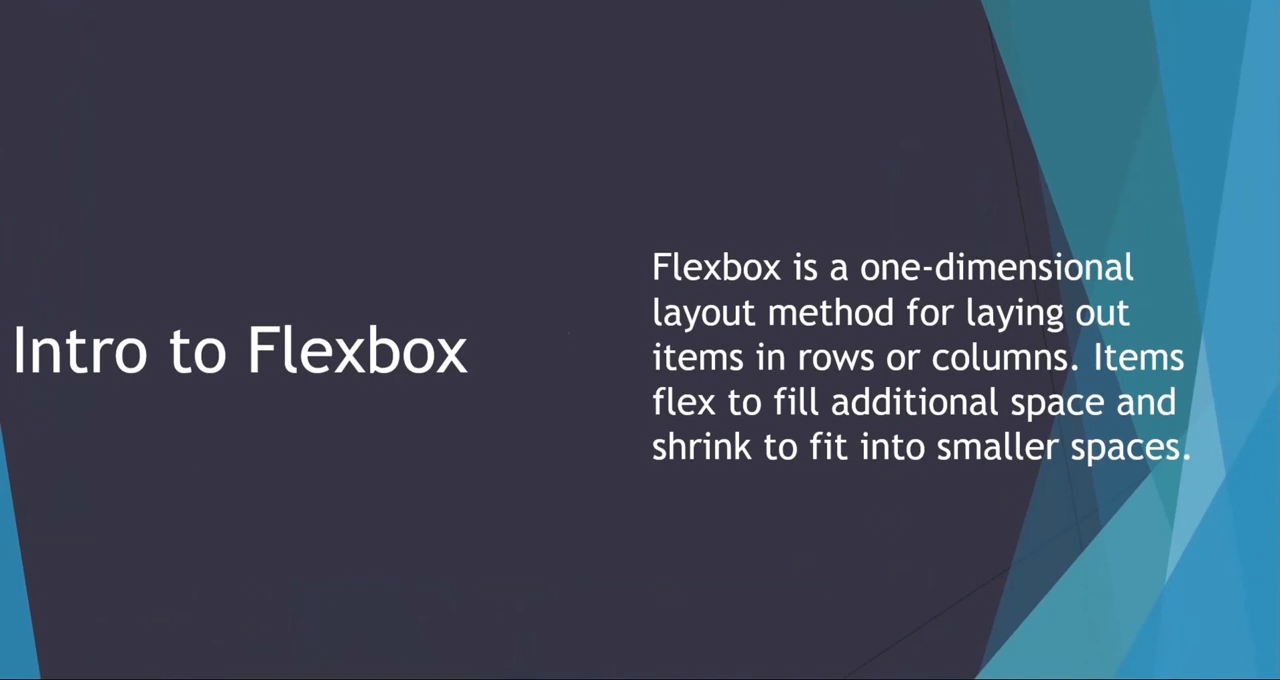 Intro to Flexbox
Flexbox is a one-dimensional
layout method for laying out
items in rows or columns. Items
flex to fill additional space and
shrink to fit into smaller spaces.